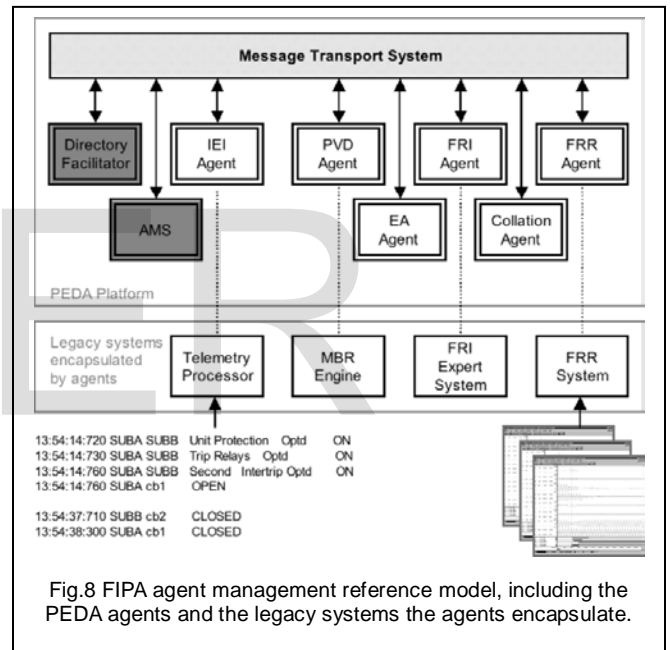 Message Transport System
Directory
Facilitator
IEI
Agent
PVD
Agent
FRI
Agent
FRR
Agent
AMS
EA
Agent
Collation
Agent
PEDA Platform
ER
Legacy systems
encapsulated
by agents
Telemetry
Processor
MBR
Engine
FRI
Expert
System
FRR
System
13:54:14:720 SUBA SUBB Unit Protection Optd ON
13:54:14:730 SUBA SUBB Trip Relays Optd ON
13:54:14:760 SUBA SUBB Second Intertrip Optd ON
13:54:14:760 SUBA cb1 OPEN
13:54:37:710 SUBB cb2 CLOSED
13:54:38:300 SUBA cb1 CLOSED
Fig.8 FIPA agent management reference model, including the
PEDA agents and the legacy systems the agents encapsulate.